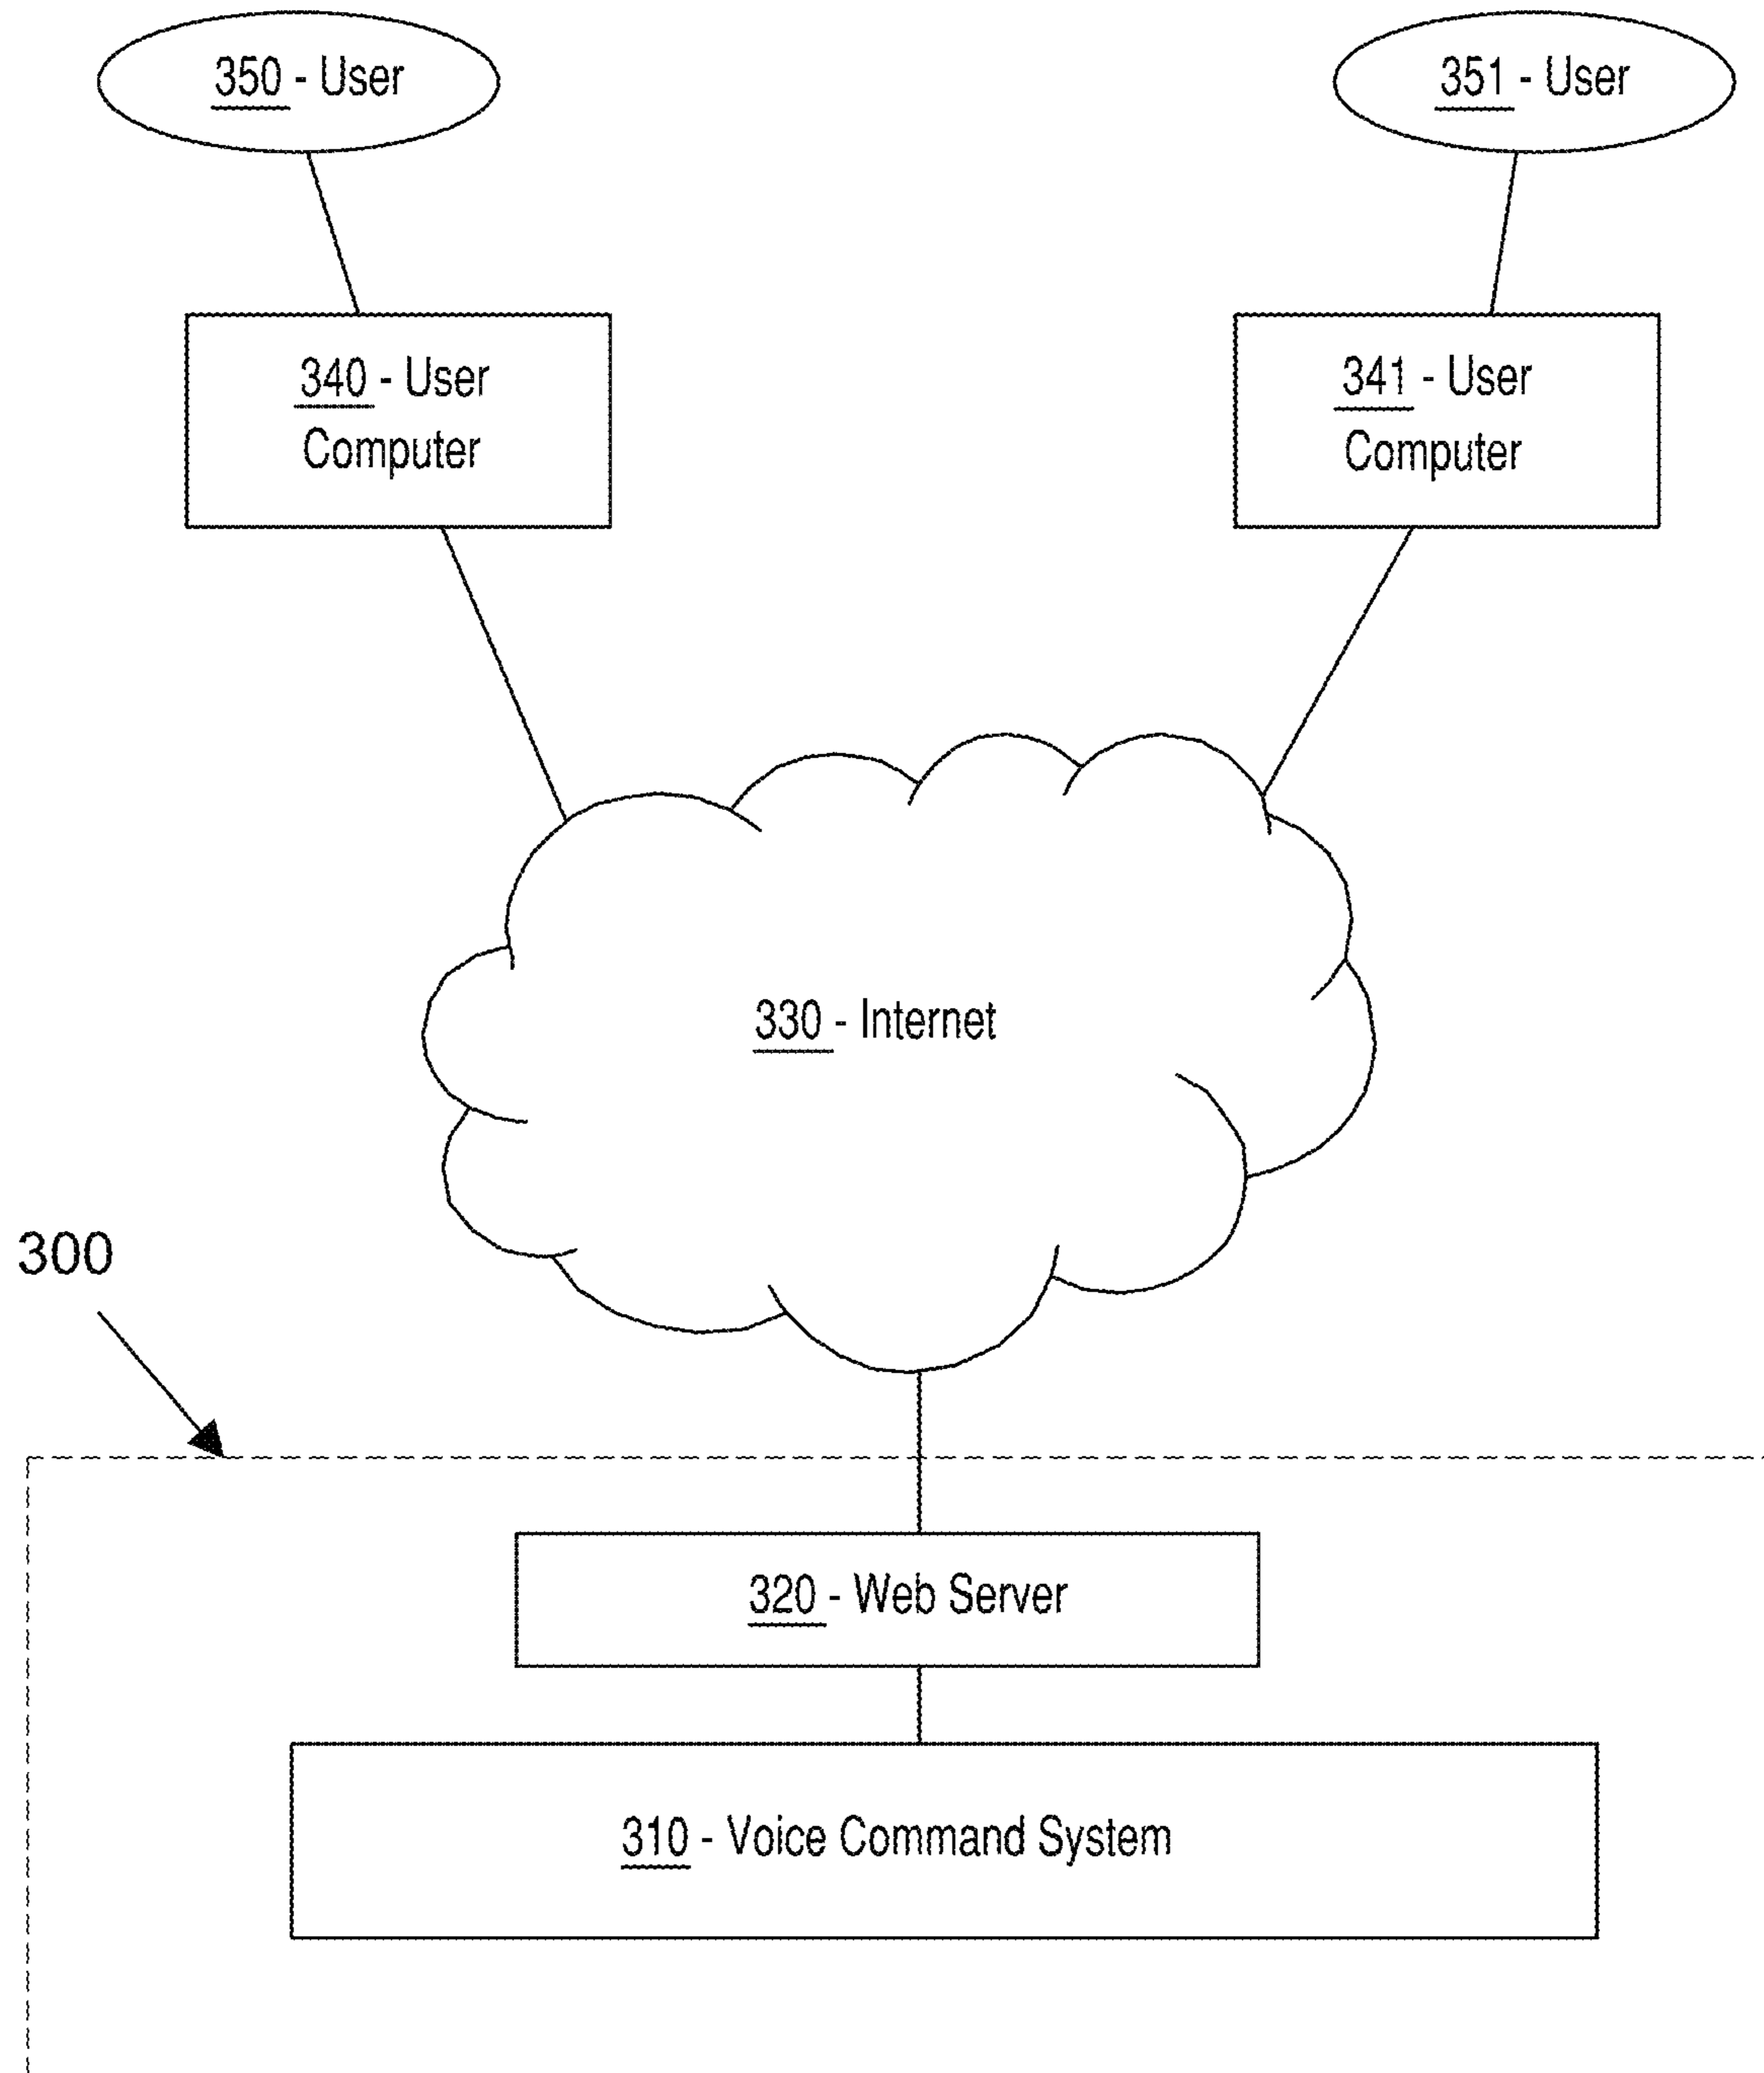 350 - User
351 - User
340 - User
Computer
341 - User
Computer
330 - Internet
300
320 - Web Server
310 - Voice Command System